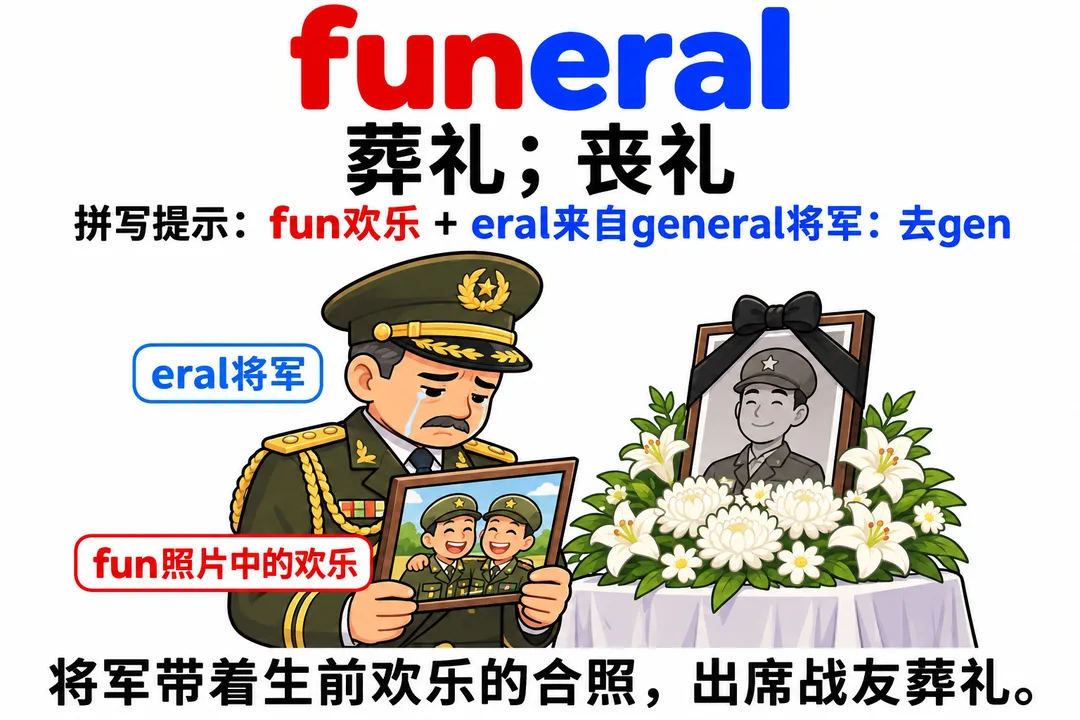 funeral
葬礼；丧礼
拼写提示：fun欢乐 + eral来自general将军：去gen
eral将军
fun照片中的欢乐
将军带着生前欢乐的合照，出席战友葬礼。